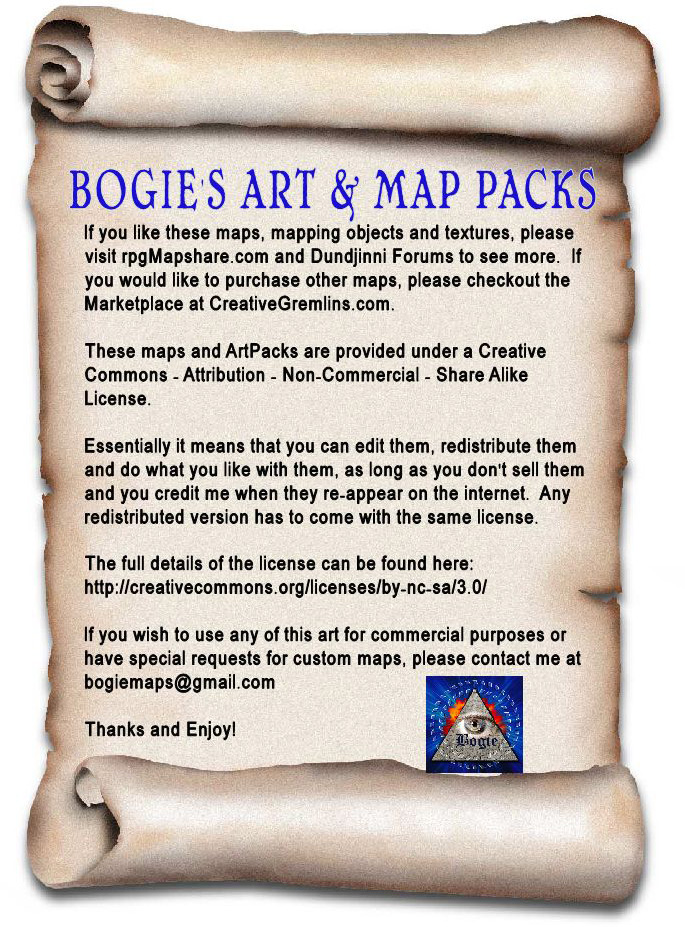 BOGIE'S ART & MAP PACKS
If you like these maps, mapping objects and textures, please
visit rpgMapshare.com and Dundjinni Forums to see more.  If
you would like to purchase other maps, please checkout the
Marketplace at CreativeGremlins.com.
These maps and ArtPacks are provided under a Creative
Commons - Attribution - Non-Commercial - Share Alike
License.
Essentially it means that you can edit them, redistribute them
and do what you like with them, as long as you don't sell them
and you credit me when they re-appear on the internet.  Any
redistributed version has to come with the same license.
The full details of the license can be found here:
http://creativecommons.org/licenses/by-nc-sa/3.0/
If you wish to use any of this art for commercial purposes or
have special requests for custom maps, please contact me at
bogiemaps@gmail.com
Thanks and Enjoy!
Bogie